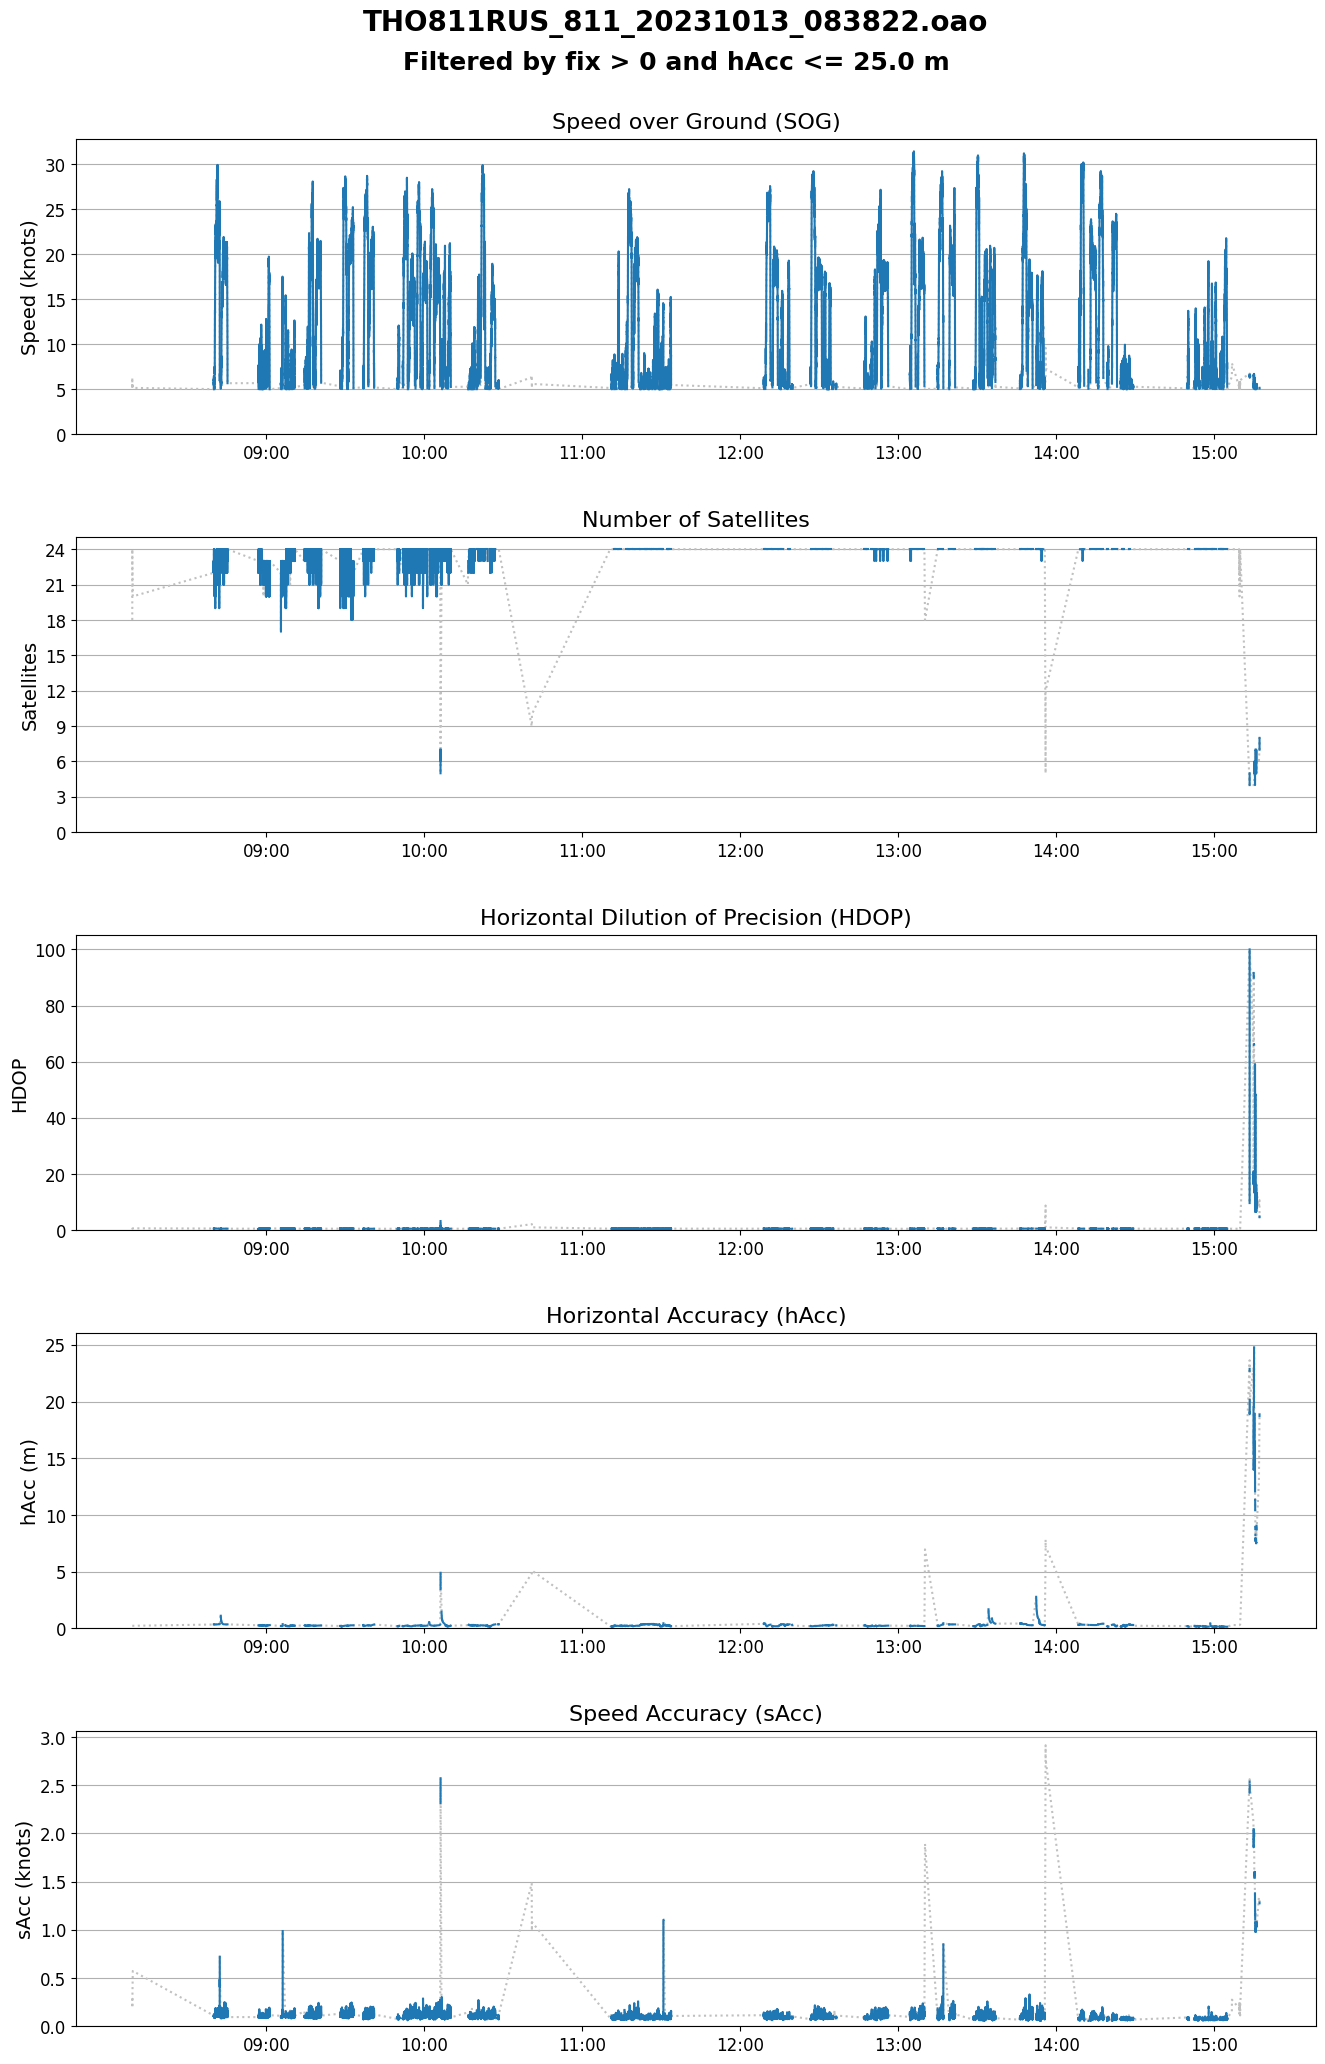 THO811RUS_811_20231013_083822.oao
Filtered by fix > 0 and hAcc <= 25.0 m
Speed over Ground (SOG)
Speed (knots)
30
25
20
15
10
5
0
09:00 10:00 11:00 12:00 13:00 14:00 15:00
Number of Satellites
Satellites
24
21
18
15
12
9
6
3
0
09:00 10:00 11:00 12:00 13:00 14:00 15:00
Horizontal Dilution of Precision (HDOP)
HDOP
100
80
60
40
20
0
09:00 10:00 11:00 12:00 13:00 14:00 15:00
Horizontal Accuracy (hAcc)
hAcc (m)
25
20
15
10
5
0
09:00 10:00 11:00 12:00 13:00 14:00 15:00
Speed Accuracy (sAcc)
sAcc (knots)
3.0
2.5
2.0
1.5
1.0
0.5
0.0
09:00 10:00 11:00 12:00 13:00 14:00 15:00